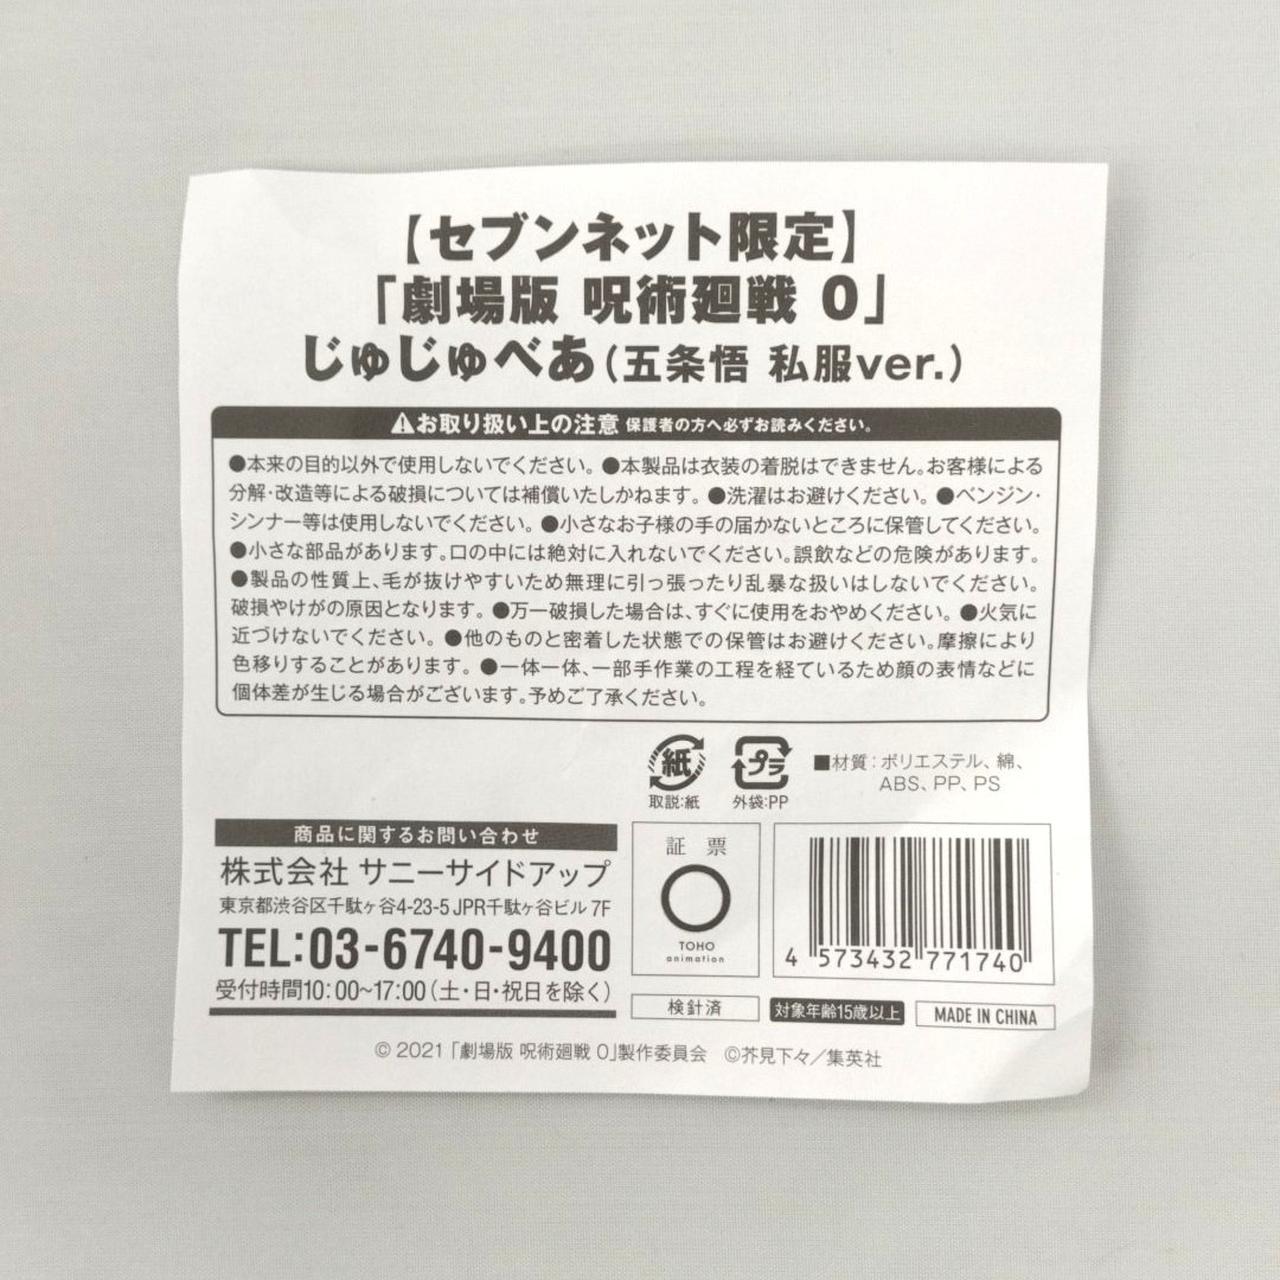 【セブンネット限定】
「劇場版 呪術廻戦 0」
じゅじゅべあ(五条悟 私服ver.)
⚠お取り扱い上の注意 保護者の方へ必ずお読みください。
●本来の目的以外で使用しないでください。●本製品は衣装の着脱はできません。お客様による
分解・改造等による破損については補償いたしかねます。●洗濯はお避けください。●ベンジン・
シンナー等は使用しないでください。●小さなお子様の手の届かないところに保管してください。
●小さな部品があります。口の中には絶対に入れないでください。誤飲などの危険があります。
●製品の性質上、毛が抜けやすいため無理に引っ張ったり乱暴な扱いはしないでください。
破損やけがの原因となります。●万一破損した場合は、すぐに使用をおやめください。●火気に
近づけないでください。●他のものと密着した状態での保管はお避けください。摩擦により
色移りすることがあります。●一体一体、一部手作業の工程を経ているため顔の表情などに
個体差が生じる場合がございます。予めご了承ください。
紙
取説:紙
プラ
外袋:PP
■材質:ポリエステル、綿、
ABS、PP、PS
商品に関するお問い合わせ
株式会社 サニーサイドアップ
東京都渋谷区千駄ヶ谷4-23-5 JPR千駄ヶ谷ビル 7F
TEL:03-6740-9400
受付時間10:00~17:00(土・日・祝日を除く)
証 票
TOHO
animation
検針済
4 573432 771740
対象年齢15歳以上
MADE IN CHINA
© 2021「劇場版 呪術廻戦 0」製作委員会 ©芥見下々/集英社